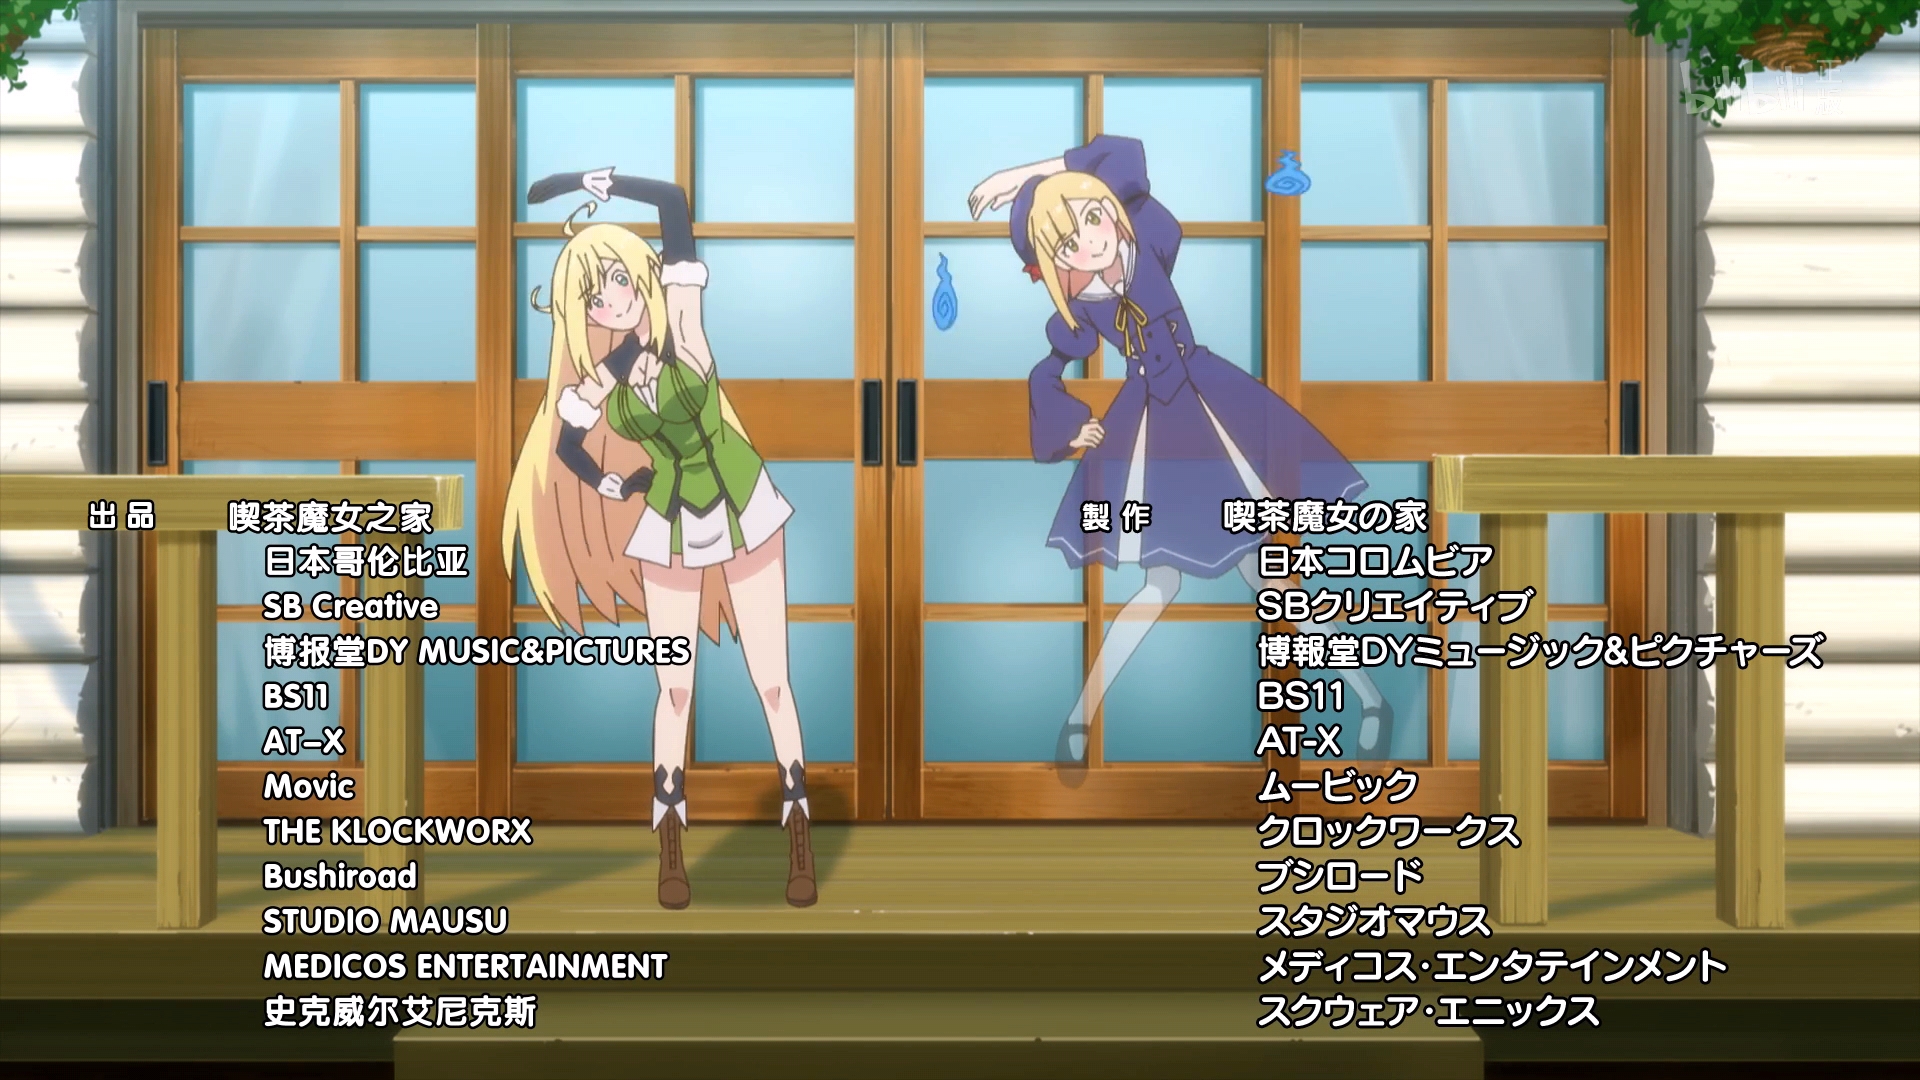 bilibili 正版
出品 喫茶魔女之家
日本哥伦比亚
SB Creative
博报堂DY MUSIC&PICTURES
BS11
AT-X
Movic
THE KLOCKWORX
Bushiroad
STUDIO MAUSU
MEDICOS ENTERTAINMENT
史克威尔艾尼克斯
製作 喫茶魔女の家
日本コロムビア
SBクリエイティブ
博報堂DYミュージック&ピクチャーズ
BS11
AT-X
ムービック
クロックワークス
ブシロード
スタジオマウス
メディコス・エンタテインメント
スクウェア・エニックス